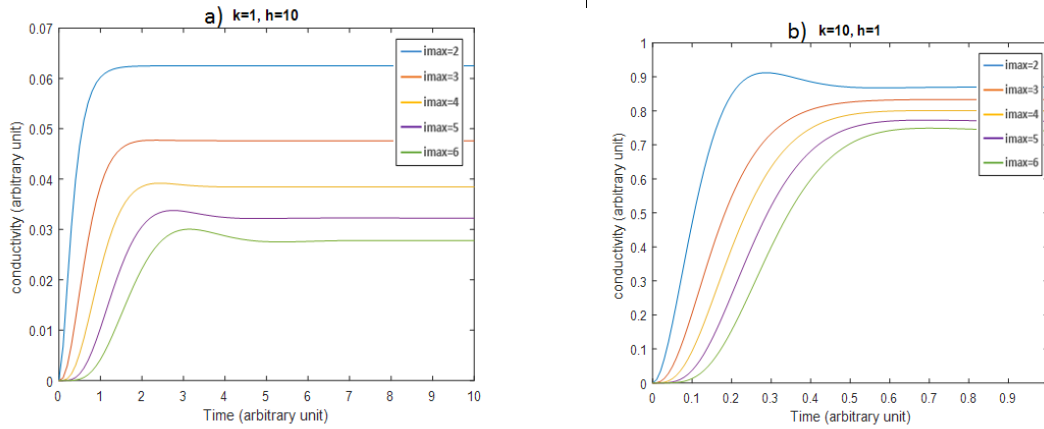 a) k=1, h=10
0.07
0.06
0.05
0.04
0.03
0.02
0.01
0
conductivity (arbitrary unit)
0 1 2 3 4 5 6 7 8 9 10
Time (arbitrary unit)
imax=2
imax=3
imax=4
imax=5
imax=6
b) k=10, h=1
1
0.9
0.8
0.7
0.6
0.5
0.4
0.3
0.2
0.1
0
conductivity (arbitrary unit)
0 0.1 0.2 0.3 0.4 0.5 0.6 0.7 0.8 0.9
Time (arbitrary unit)
imax=2
imax=3
imax=4
imax=5
imax=6